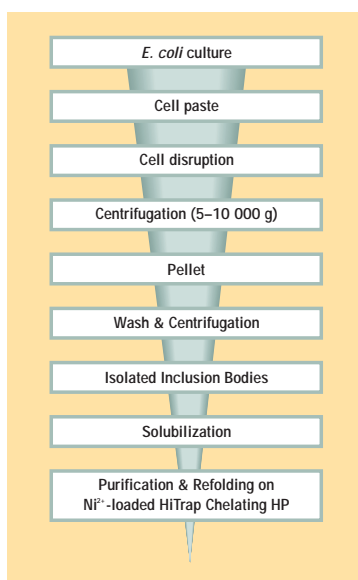 E. coli culture
Cell paste
Cell disruption
Centrifugation (5–10 000 g)
Pellet
Wash & Centrifugation
Isolated Inclusion Bodies
Solubilization
Purification & Refolding on
Ni²⁺-loaded HiTrap Chelating HP